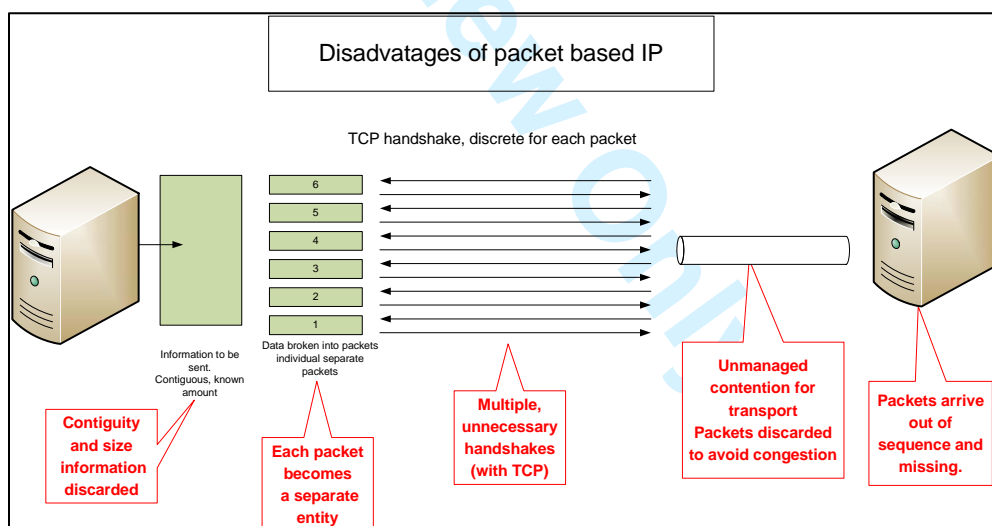 Disadvatages of packet based IP
TCP handshake, discrete for each packet
6
5
4
3
2
1
Information to be
sent.
Contiguous, known
amount
Data broken into packets
individual separate
packets
Contiguity
and size
information
discarded
Each packet
becomes
a separate
entity
Multiple,
unnecessary
handshakes
(with TCP)
Unmanaged
contention for
transport
Packets discarded
to avoid congestion
Packets arrive
out of
sequence and
missing.
ew Only